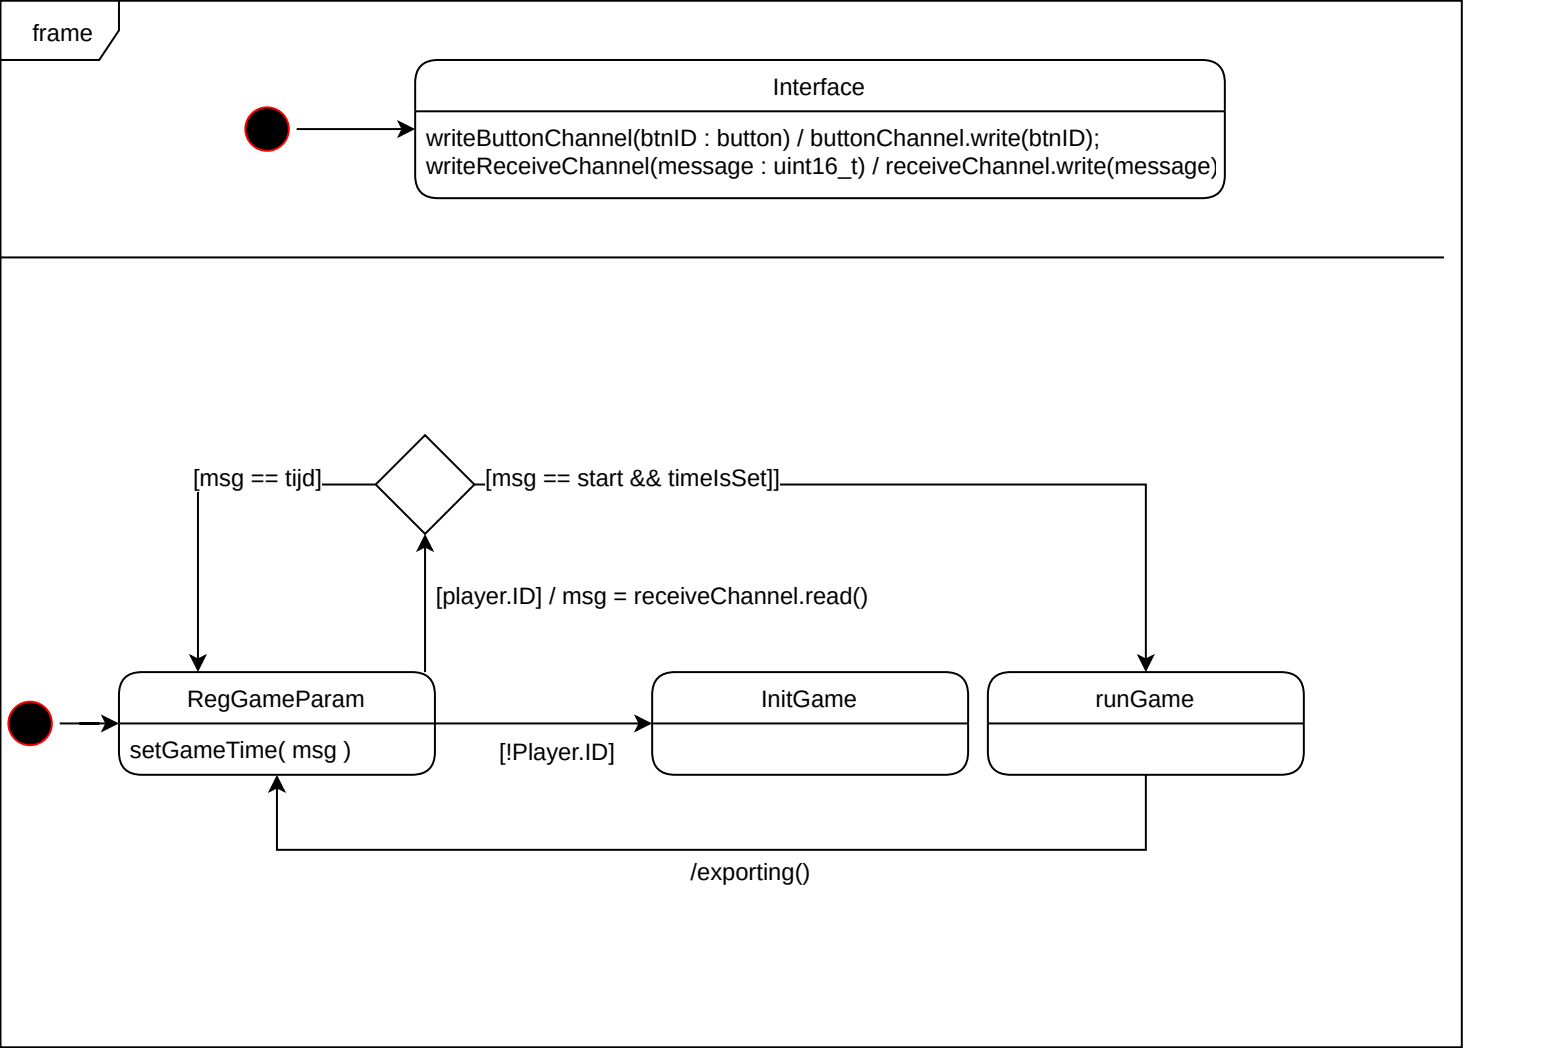 frame
Interface
writeButtonChannel(btnID : button) / buttonChannel.write(btnID);
writeReceiveChannel(message : uint16_t) / receiveChannel.write(message)
[msg == tijd]
[msg == start && timeIsSet]]
[player.ID] / msg = receiveChannel.read()
RegGameParam
setGameTime( msg )
[!Player.ID]
InitGame
runGame
/exporting()